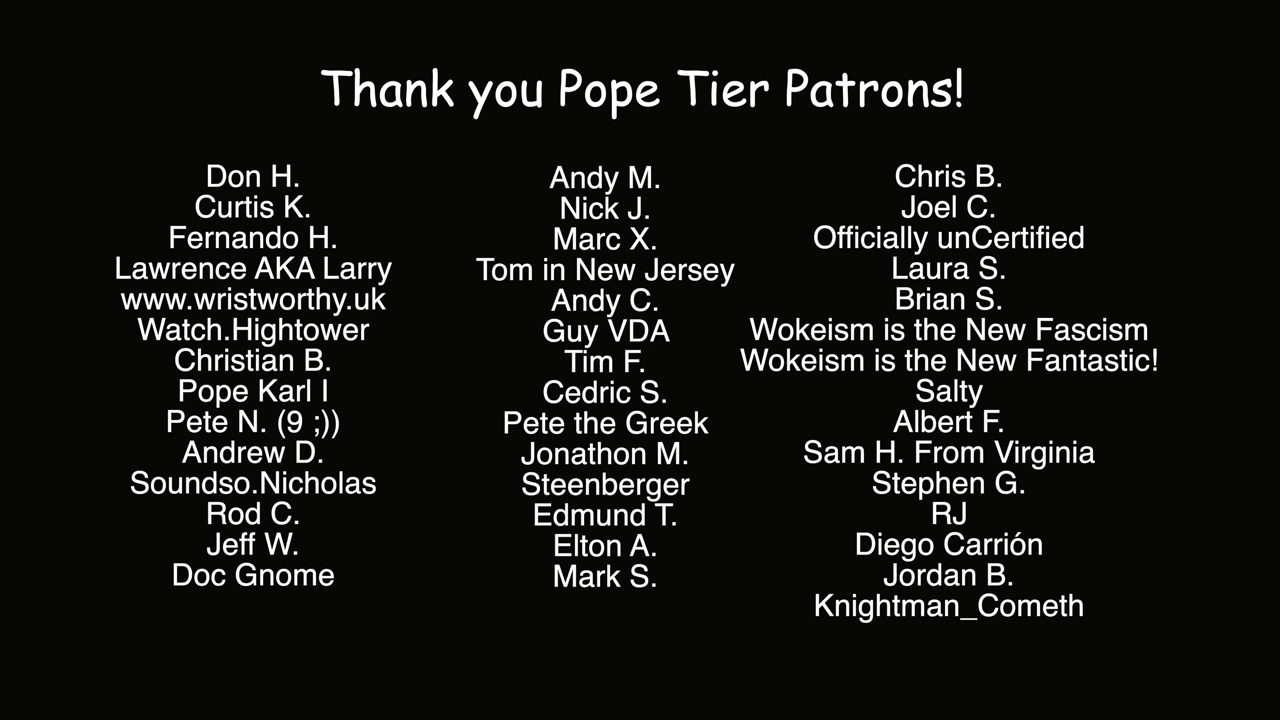 Thank you Pope Tier Patrons!
Don H.
Curtis K.
Fernando H.
Lawrence AKA Larry
www.wristworthy.uk
Watch.Hightower
Christian B.
Pope Karl I
Pete N. (9 ;))
Andrew D.
Soundso.Nicholas
Rod C.
Jeff W.
Doc Gnome
Andy M.
Nick J.
Marc X.
Tom in New Jersey
Andy C.
Guy VDA
Tim F.
Cedric S.
Pete the Greek
Jonathon M.
Steenberger
Edmund T.
Elton A.
Mark S.
Chris B.
Joel C.
Officially unCertified
Laura S.
Brian S.
Wokeism is the New Fascism
Wokeism is the New Fantastic!
Salty
Albert F.
Sam H. From Virginia
Stephen G.
RJ
Diego Carrión
Jordan B.
Knightman_Cometh